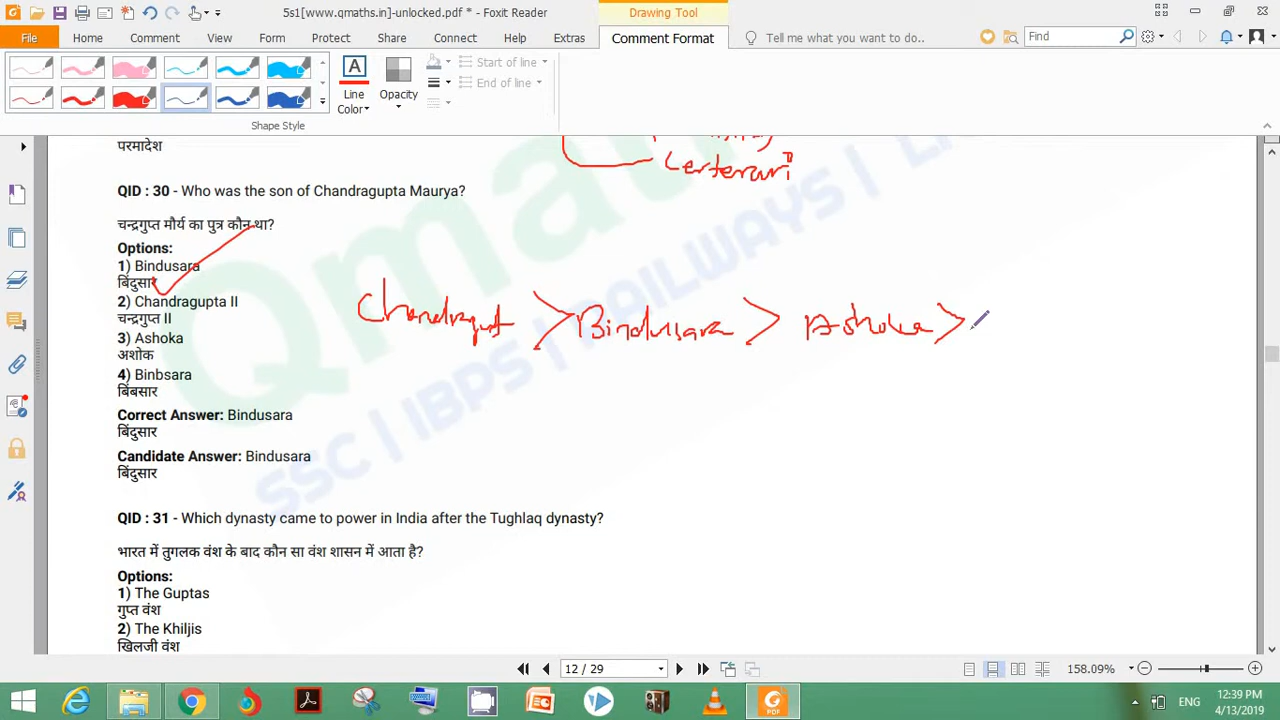 5s1[www.qmaths.in]-unlocked.pdf * - Foxit Reader
Drawing Tool
File Home Comment View Form Protect Share Connect Help Extras Comment Format Tell me what you want to do.. Find
Start of line
End of line
Line Color
Opacity
Shape Style
परमादेश
QID : 30 - Who was the son of Chandragupta Maurya?
चन्द्रगुप्त मौर्य का पुत्र कौन था?
Options:
1) Bindusara
बिंदुसार
2) Chandragupta II
चन्द्रगुप्त II
3) Ashoka
अशोक
4) Binbsara
बिंबसार
Chandragupt > Bindusara > Ashoka >
Correct Answer: Bindusara
बिंदुसार
Candidate Answer: Bindusara
बिंदुसार
QID : 31 - Which dynasty came to power in India after the Tughlaq dynasty?
भारत में तुगलक वंश के बाद कौन सा वंश शासन में आता है?
Options:
1) The Guptas
गुप्त वंश
2) The Khiljis
खिलजी वंश
SSC | IBPS | RAILWAYS |
12 / 29
158.09%
ENG
12:39 PM
4/13/2019